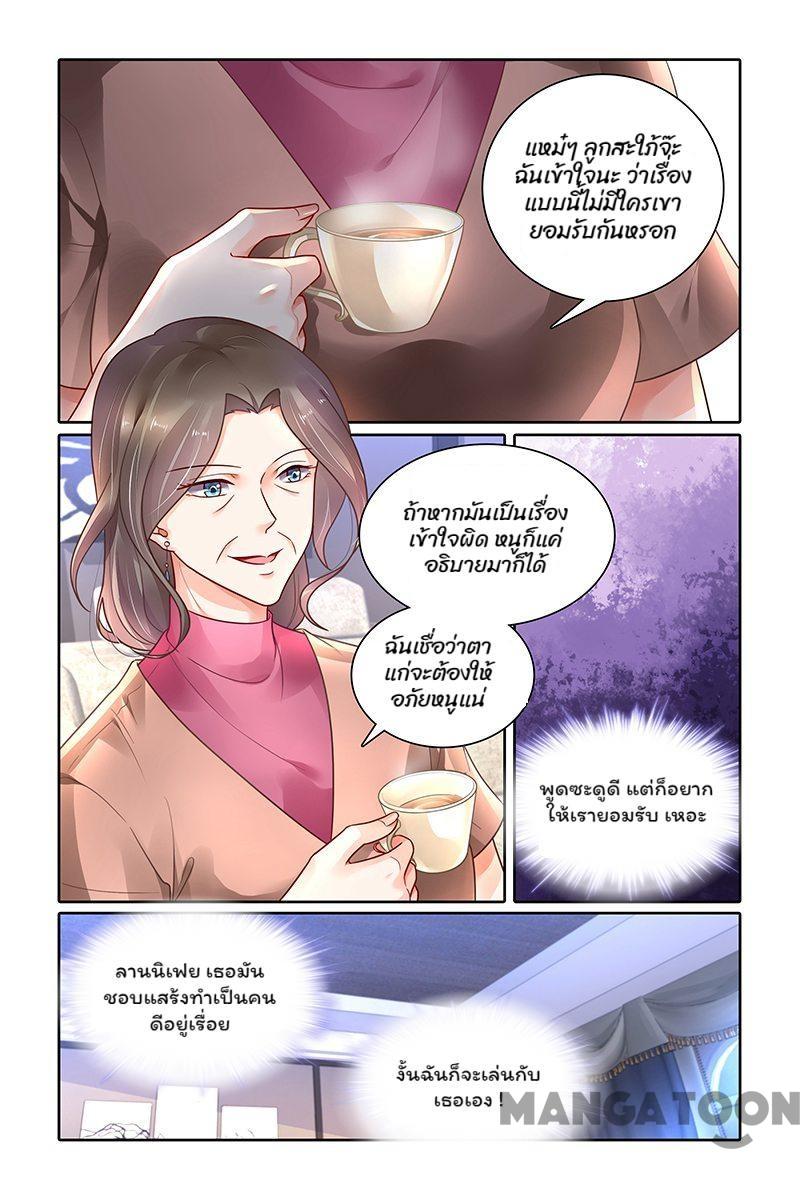 แหม๋ๆ ลูกสะใภ้จ๊ะ
ฉันเข้าใจนะ ว่าเรื่อง
แบบนี้ไม่มีใครเขา
ยอมรับกันหรอก
ถ้าหากมันเป็นเรื่อง
เข้าใจผิด หนูก็แค่
อธิบายมาก็ได้
ฉันเชื่อว่าตา
แก่จะต้องให้
อภัยหนูแน่
พูดซะดูดี แต่ก็อยาก
ให้เรายอมรับ เหอะ
ลานนิเฟย เธอมัน
ชอบแสร้งทำเป็นคน
ดีอยู่เรื่อย
งั้นฉันก็จะเล่นกับ
เธอเอง !
MANGATOON